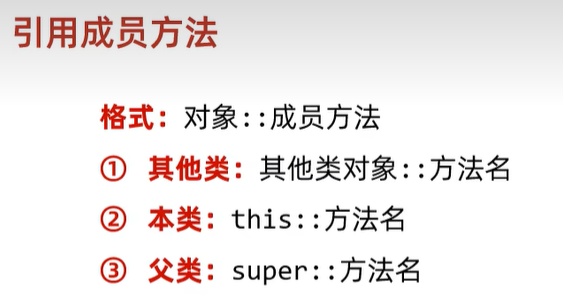 引用成员方法
格式：对象::成员方法
① 其他类：其他类对象::方法名
② 本类：this::方法名
③ 父类：super::方法名